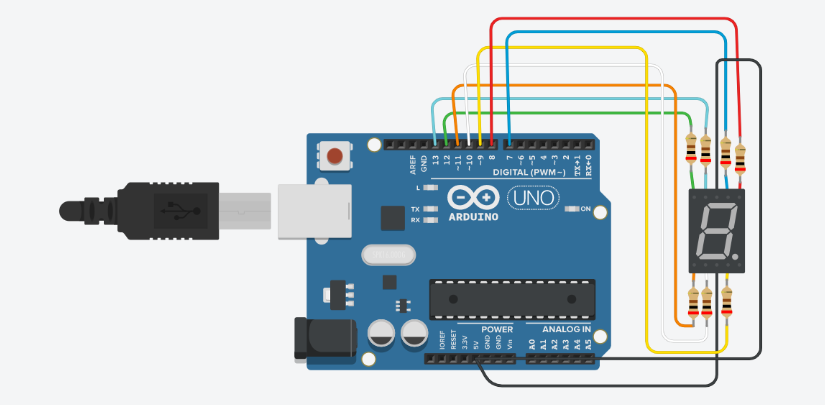 AREF
GND
13
12
~11
~10
~9
8
7
~6
~5
4
~3
2
TX→1
RX←0
DIGITAL (PWM~)
L
TX
RX
UNO
ARDUINO
ON
POWER
ANALOG IN
IOREF
RESET
3.3V
5V
GND
GND
Vin
A0
A1
A2
A3
A4
A5